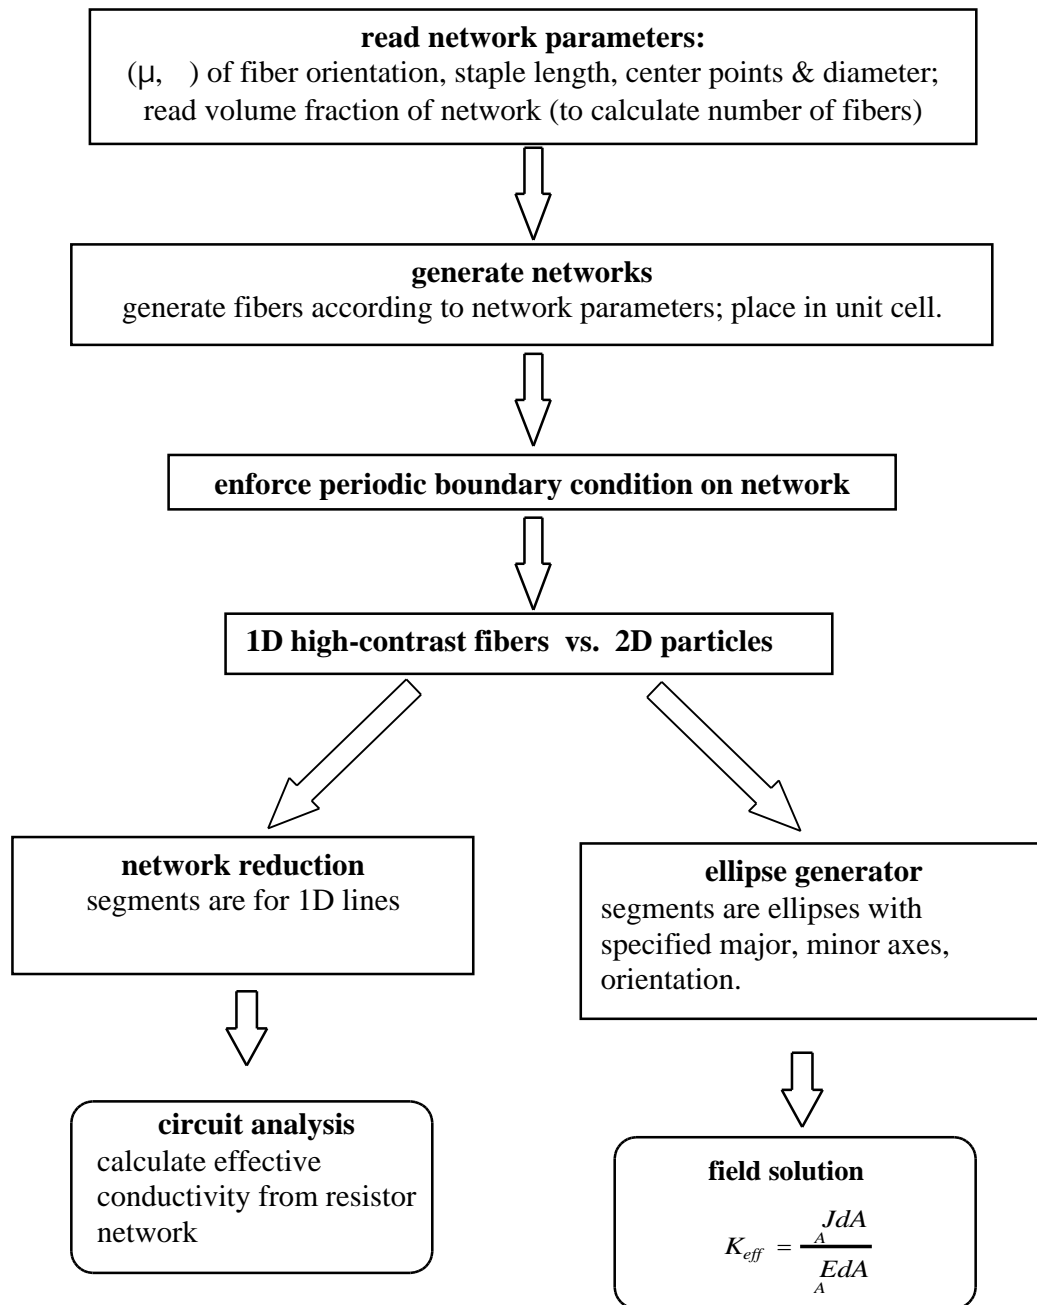 read network parameters:
(μ, ) of fiber orientation, staple length, center points & diameter;
read volume fraction of network (to calculate number of fibers)
generate networks
generate fibers according to network parameters; place in unit cell.
enforce periodic boundary condition on network
1D high-contrast fibers vs. 2D particles
network reduction
segments are for 1D lines
ellipse generator
segments are ellipses with
specified major, minor axes,
orientation.
circuit analysis
calculate effective
conductivity from resistor
network
field solution
K_eff = A JdA / A EdA